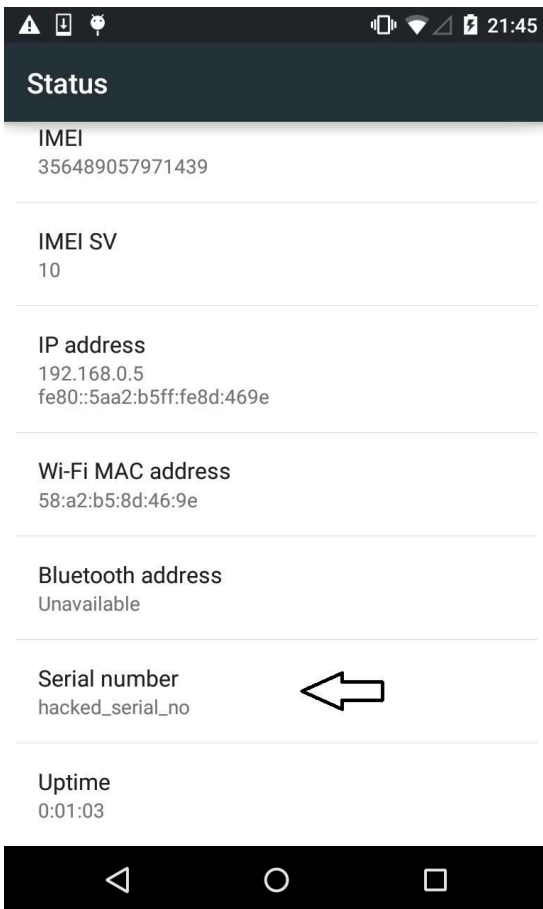 21:45
Status
IMEI
356489057971439
IMEI SV
10
IP address
192.168.0.5
fe80::5aa2:b5ff:fe8d:469e
Wi-Fi MAC address
58:a2:b5:8d:46:9e
Bluetooth address
Unavailable
Serial number
hacked_serial_no
Uptime
0:01:03